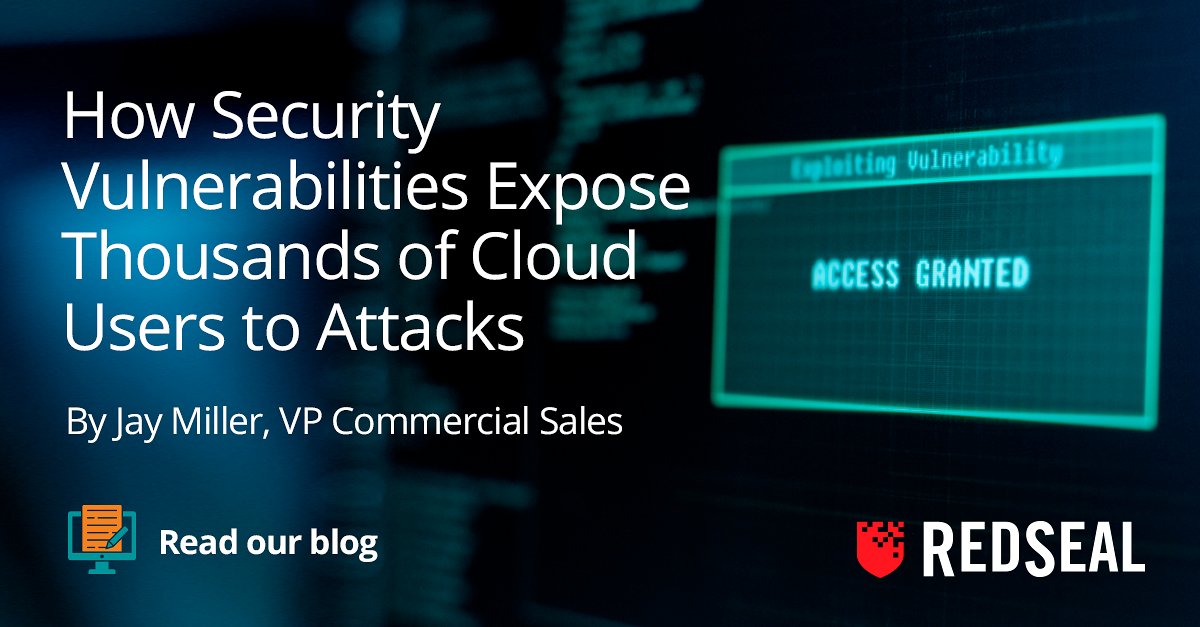 How Security
Vulnerabilities Expose
Thousands of Cloud
Users to Attacks
By Jay Miller, VP Commercial Sales
Read our blog
Exploiting Vulnerability
ACCESS GRANTED
REDSEAL